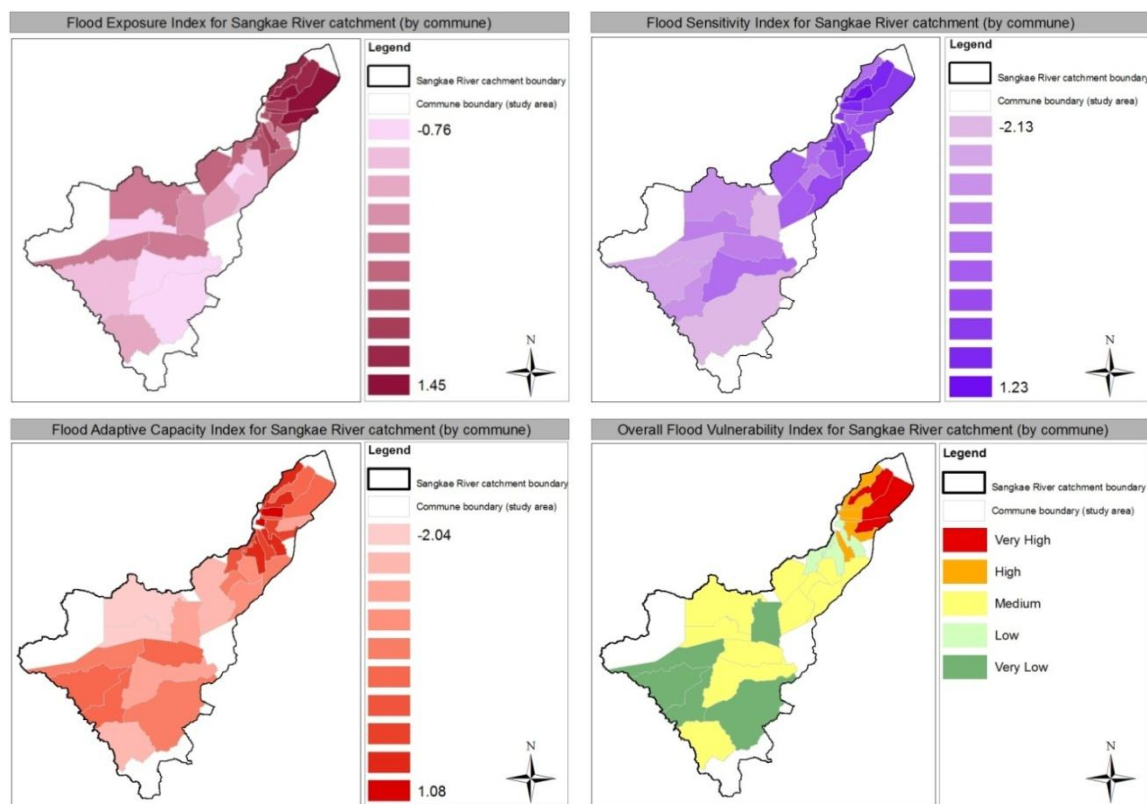 Flood Exposure Index for Sangkae River catchment (by commune)
Legend
Sangkae River cachment boundary
Commune boundary (study area)
-0.76
1.45
N
Flood Sensitivity Index for Sangkae River catchment (by commune)
Legend
Sangkae River catchment boundary
Commune boundary (study area)
-2.13
1.23
N
Flood Adaptive Capacity Index for Sangkae River catchment (by commune)
Legend
Sangkae River catchment boundary
Commune boundary (study area)
-2.04
1.08
N
Overall Flood Vulnerability Index for Sangkae River catchment (by commune)
Legend
Sangkae River catchment boundary
Commune boundary (study area)
Very High
High
Medium
Low
Very Low
N